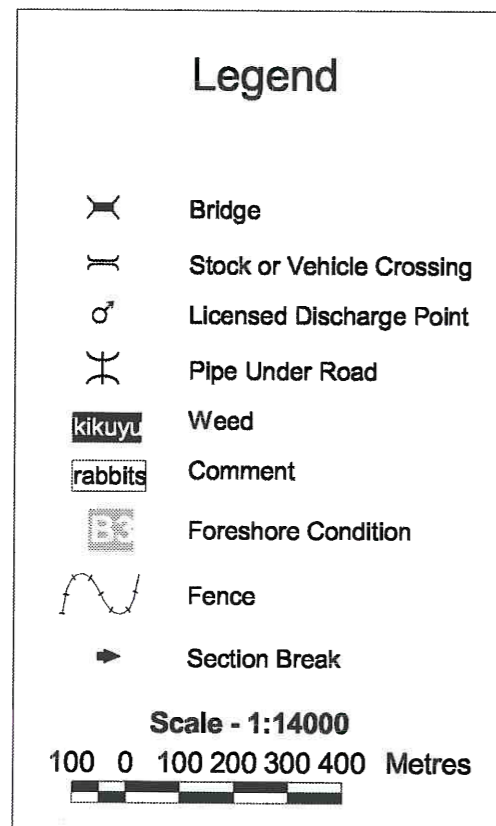 Legend
Bridge
Stock or Vehicle Crossing
Licensed Discharge Point
Pipe Under Road
kikuyu Weed
rabbits Comment
B3 Foreshore Condition
Fence
Section Break
Scale - 1:14000
100 0 100 200 300 400 Metres